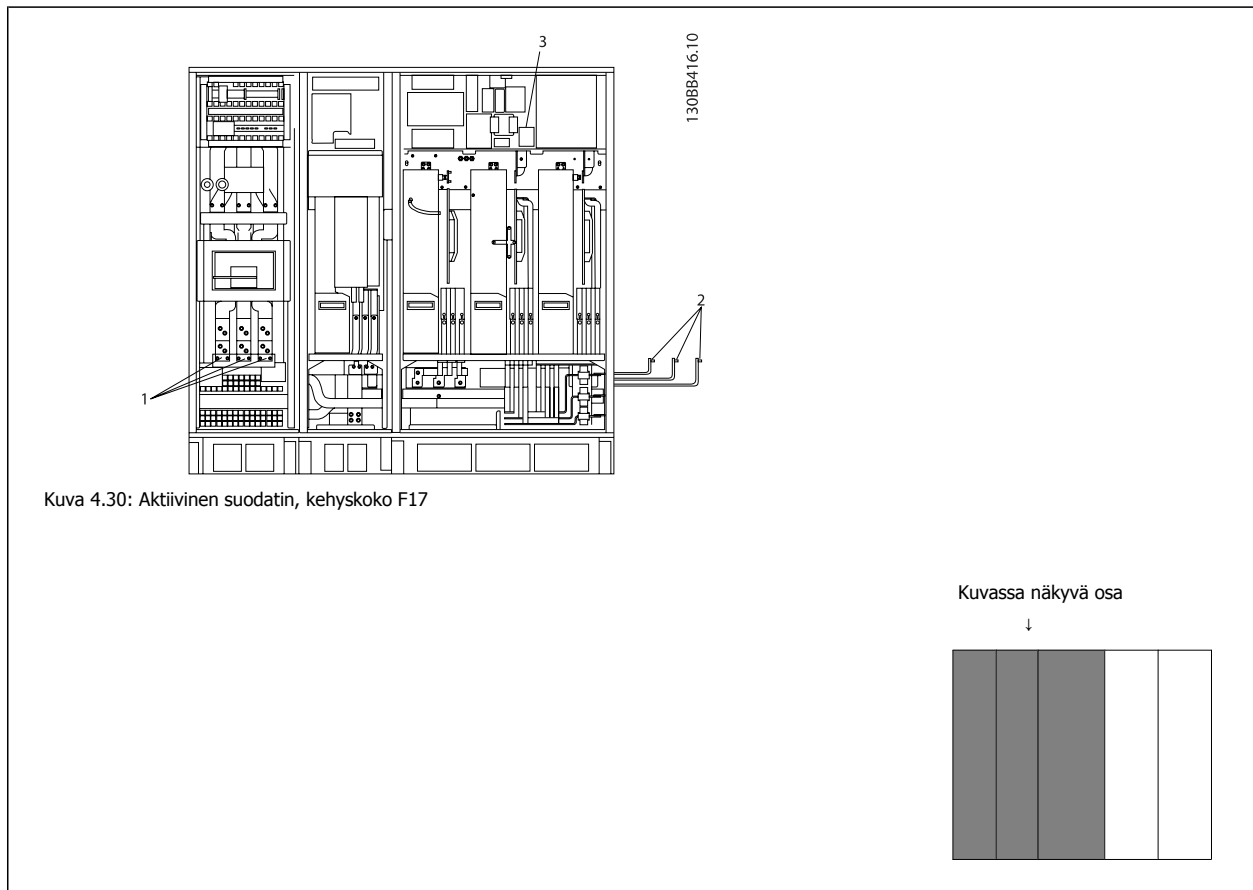 3
130BB416.10
2
1
Kuva 4.30: Aktiivinen suodatin, kehyskoko F17
Kuvassa näkyvä osa
↓